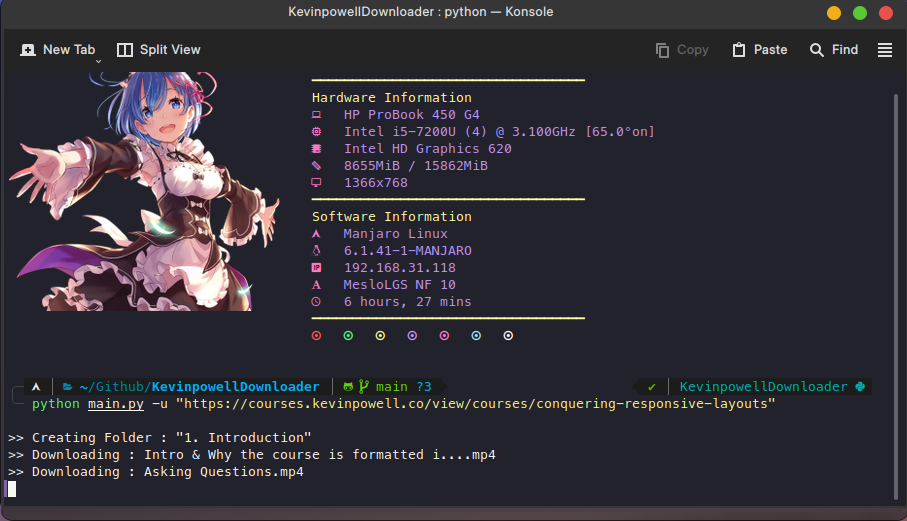 KevinpowellDownloader : python — Konsole
New Tab Split View Copy Paste Find
Hardware Information
HP ProBook 450 G4
Intel i5-7200U (4) @ 3.100GHz [65.0°on]
Intel HD Graphics 620
8655MiB / 15862MiB
1366x768
Software Information
Manjaro Linux
6.1.41-1-MANJARO
IP 192.168.31.118
MesloLGS NF 10
6 hours, 27 mins
~/Github/KevinpowellDownloader main ?3 ✔ KevinpowellDownloader
python main.py -u "https://courses.kevinpowell.co/view/courses/conquering-responsive-layouts"
>> Creating Folder : "1. Introduction"
>> Downloading : Intro & Why the course is formatted i....mp4
>> Downloading : Asking Questions.mp4